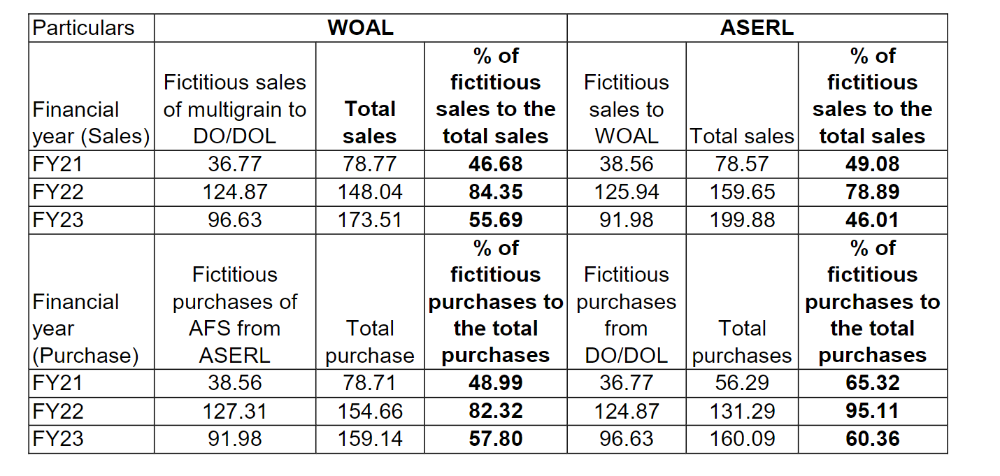 Particulars WOAL ASERL
% of % of
Fictitious sales fictitious Fictitious fictitious
Financial of multigrain to Total sales to the sales to sales to the
year (Sales) DO/DOL sales total sales WOAL Total sales total sales
FY21 36.77 78.77 46.68 38.56 78.57 49.08
FY22 124.87 148.04 84.35 125.94 159.65 78.89
FY23 96.63 173.51 55.69 91.98 199.88 46.01
% of % of
Fictitious fictitious Fictitious fictitious
Financial purchases of purchases to purchases purchases to
year AFS from Total the total from Total the total
(Purchase) ASERL purchase purchases DO/DOL purchases purchases
FY21 38.56 78.71 48.99 36.77 56.29 65.32
FY22 127.31 154.66 82.32 124.87 131.29 95.11
FY23 91.98 159.14 57.80 96.63 160.09 60.36